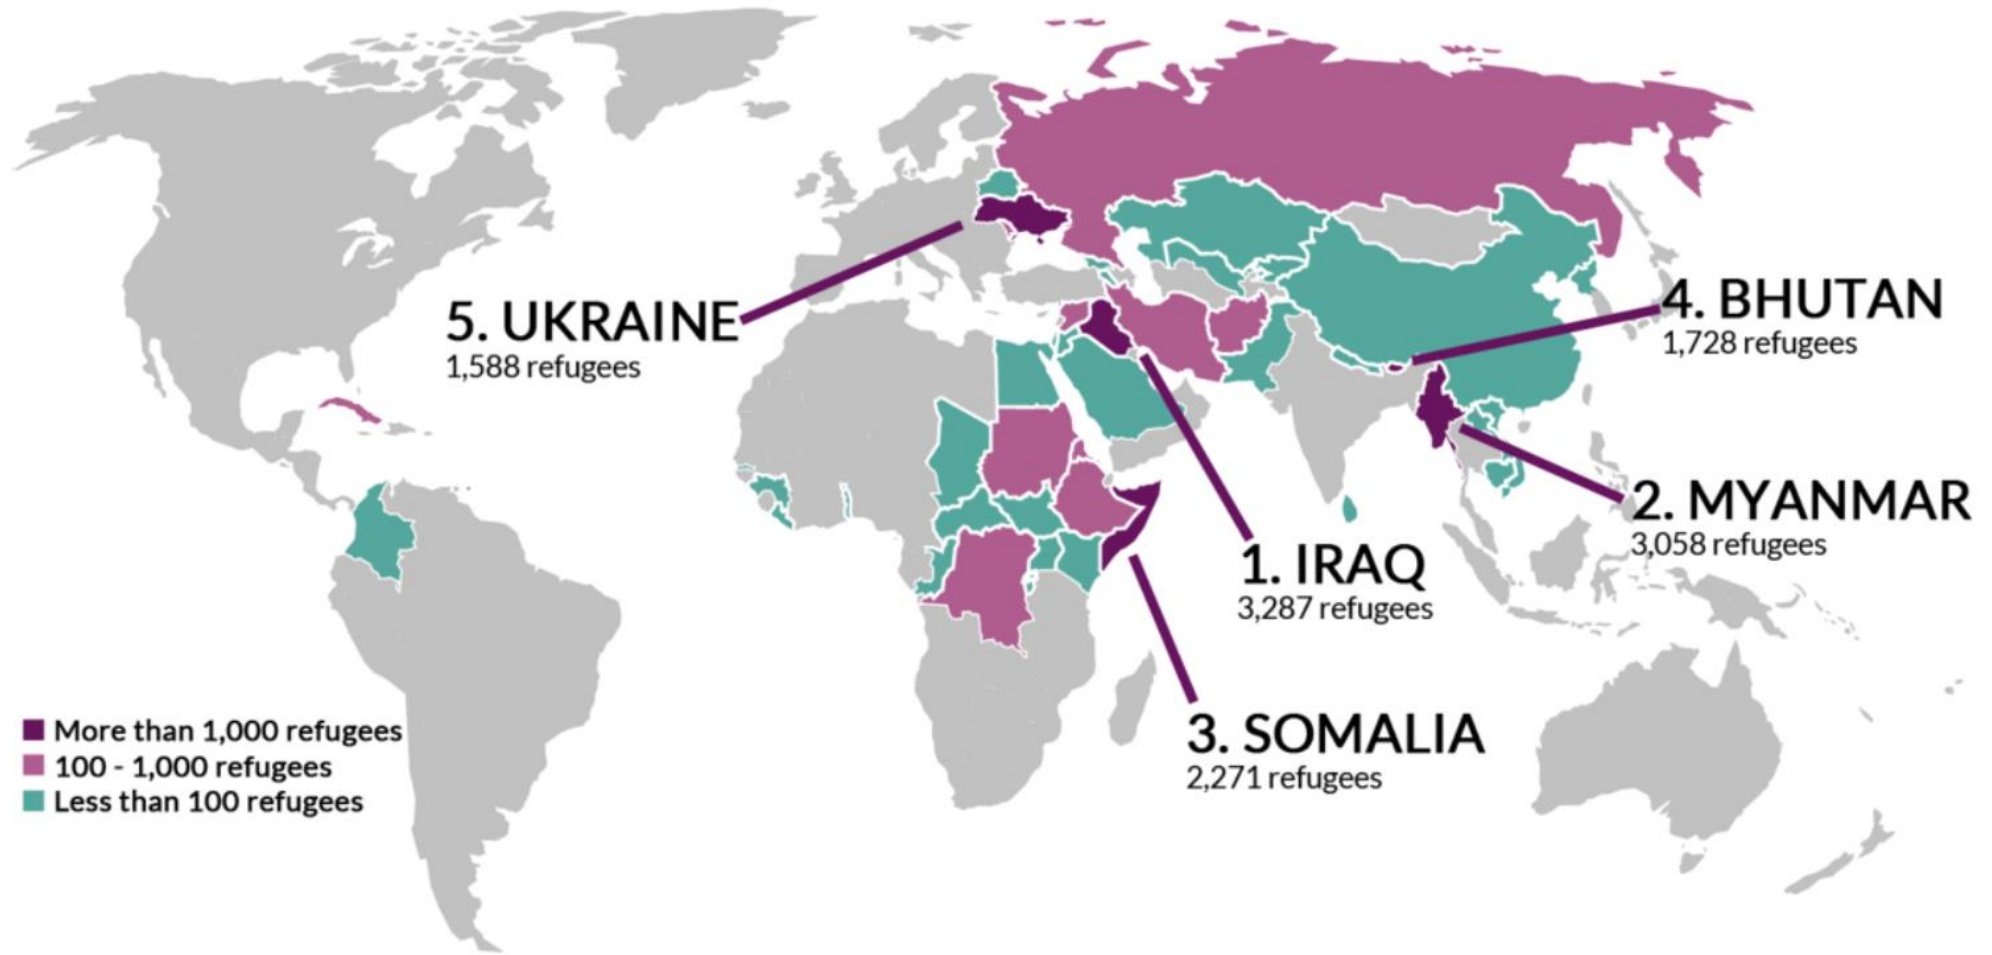 4. BHUTAN
1,728 refugees
5. UKRAINE
1,588 refugees
2. MYANMAR
3,058 refugees
1. IRAQ
3,287 refugees
3. SOMALIA
2,271 refugees
More than 1,000 refugees
100 - 1,000 refugees
Less than 100 refugees